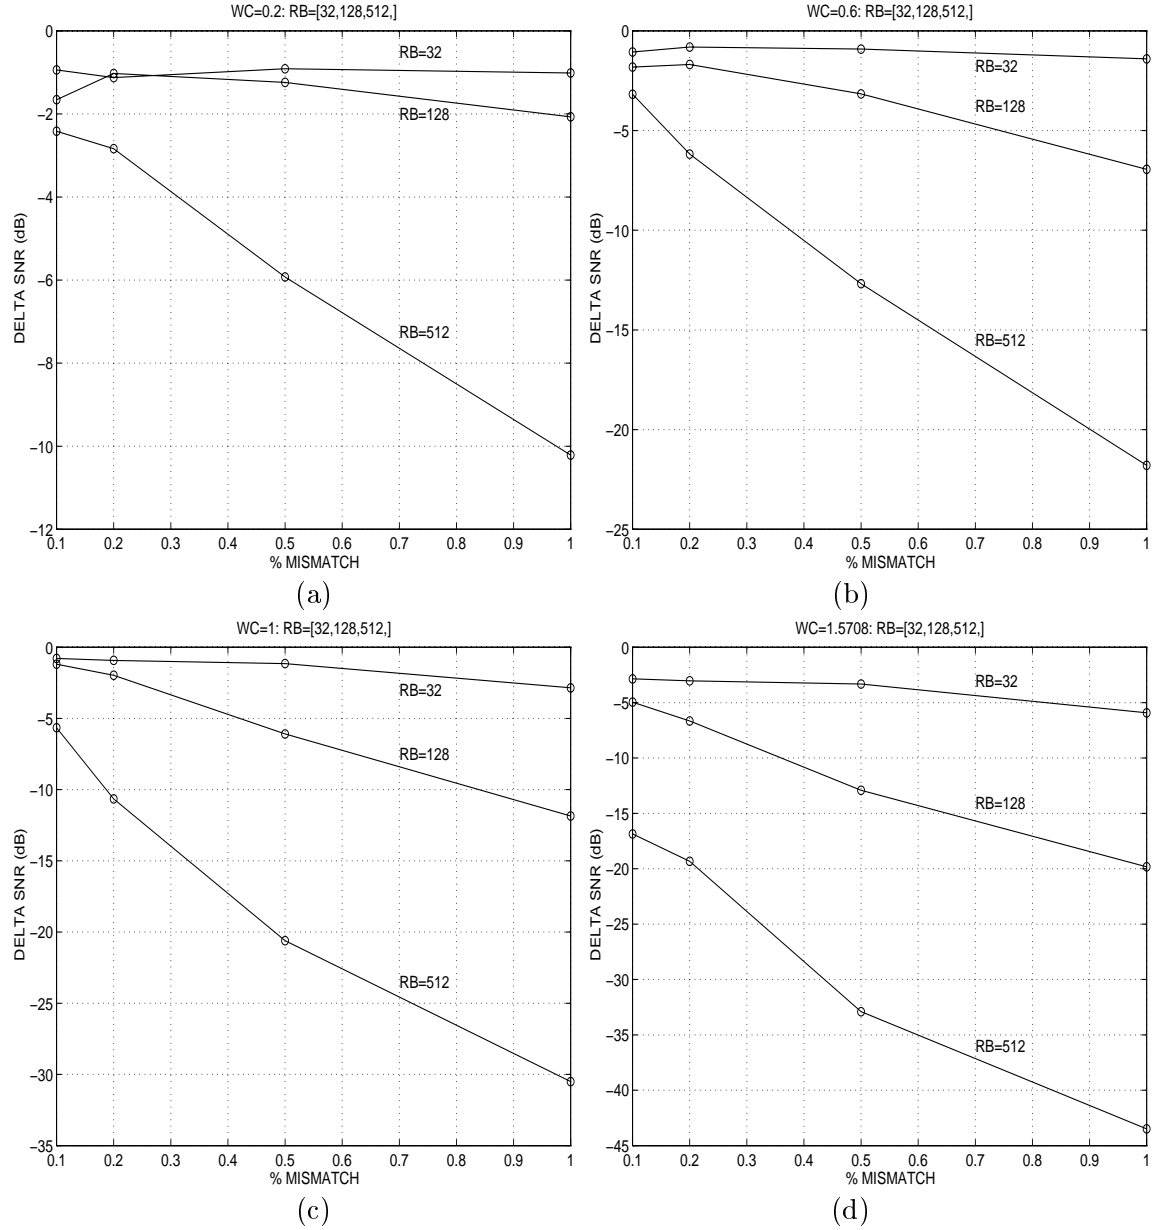 WC=0.2: RB=[32,128,512,]
0
−2
−4
−6
−8
−10
−12
DELTA SNR (dB)
RB=32
RB=128
RB=512
0.1 0.2 0.3 0.4 0.5 0.6 0.7 0.8 0.9 1
% MISMATCH
(a)
WC=0.6: RB=[32,128,512,]
0
−5
−10
−15
−20
−25
DELTA SNR (dB)
RB=32
RB=128
RB=512
0.1 0.2 0.3 0.4 0.5 0.6 0.7 0.8 0.9 1
% MISMATCH
(b)
WC=1: RB=[32,128,512,]
0
−5
−10
−15
−20
−25
−30
−35
DELTA SNR (dB)
RB=32
RB=128
RB=512
0.1 0.2 0.3 0.4 0.5 0.6 0.7 0.8 0.9 1
% MISMATCH
(c)
WC=1.5708: RB=[32,128,512,]
0
−5
−10
−15
−20
−25
−30
−35
−40
−45
DELTA SNR (dB)
RB=32
RB=128
RB=512
0.1 0.2 0.3 0.4 0.5 0.6 0.7 0.8 0.9 1
% MISMATCH
(d)